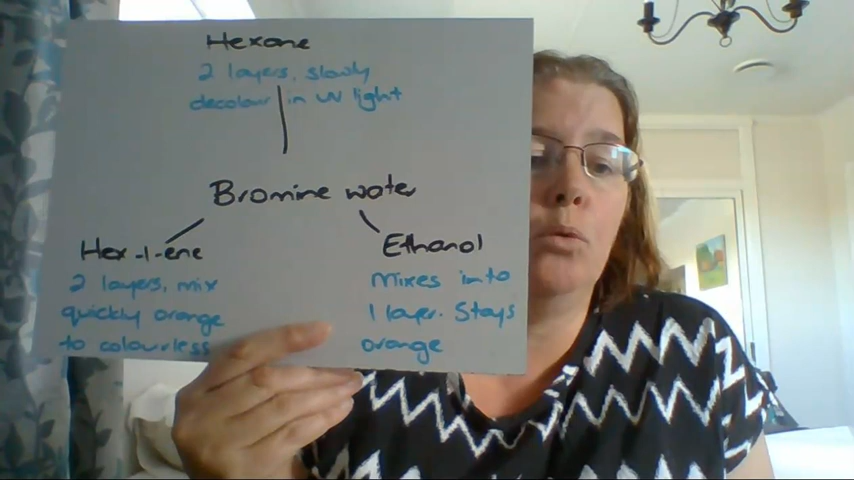 Hexane
2 layers, slowly
decolour in UV light
Bromine water
Hex-1-ene
2 layers, mix
quickly orange
to colourless
Ethanol
Mixes into
1 layer. Stays
orange